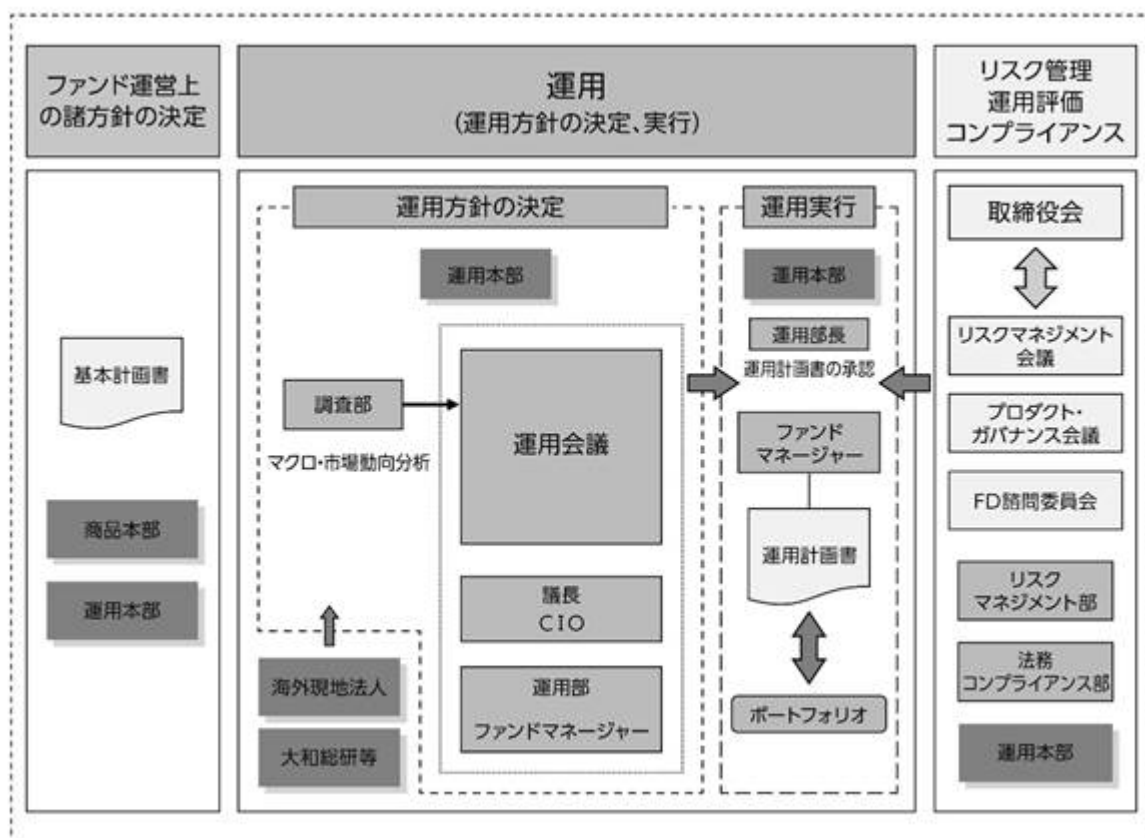 ファンド運営上
の諸方針の決定
基本計画書
商品本部
運用本部
運用
(運用方針の決定、実行)
運用方針の決定
運用本部
調査部
マクロ・市場動向分析
運用会議
議長
CIO
運用部
ファンドマネージャー
海外現地法人
大和総研等
運用実行
運用本部
運用部長
運用計画書の承認
ファンド
マネージャー
運用計画書
ポートフォリオ
リスク管理
運用評価
コンプライアンス
取締役会
リスクマネジメント
会議
プロダクト・
ガバナンス会議
FD諮問委員会
リスク
マネジメント部
法務
コンプライアンス部
運用本部